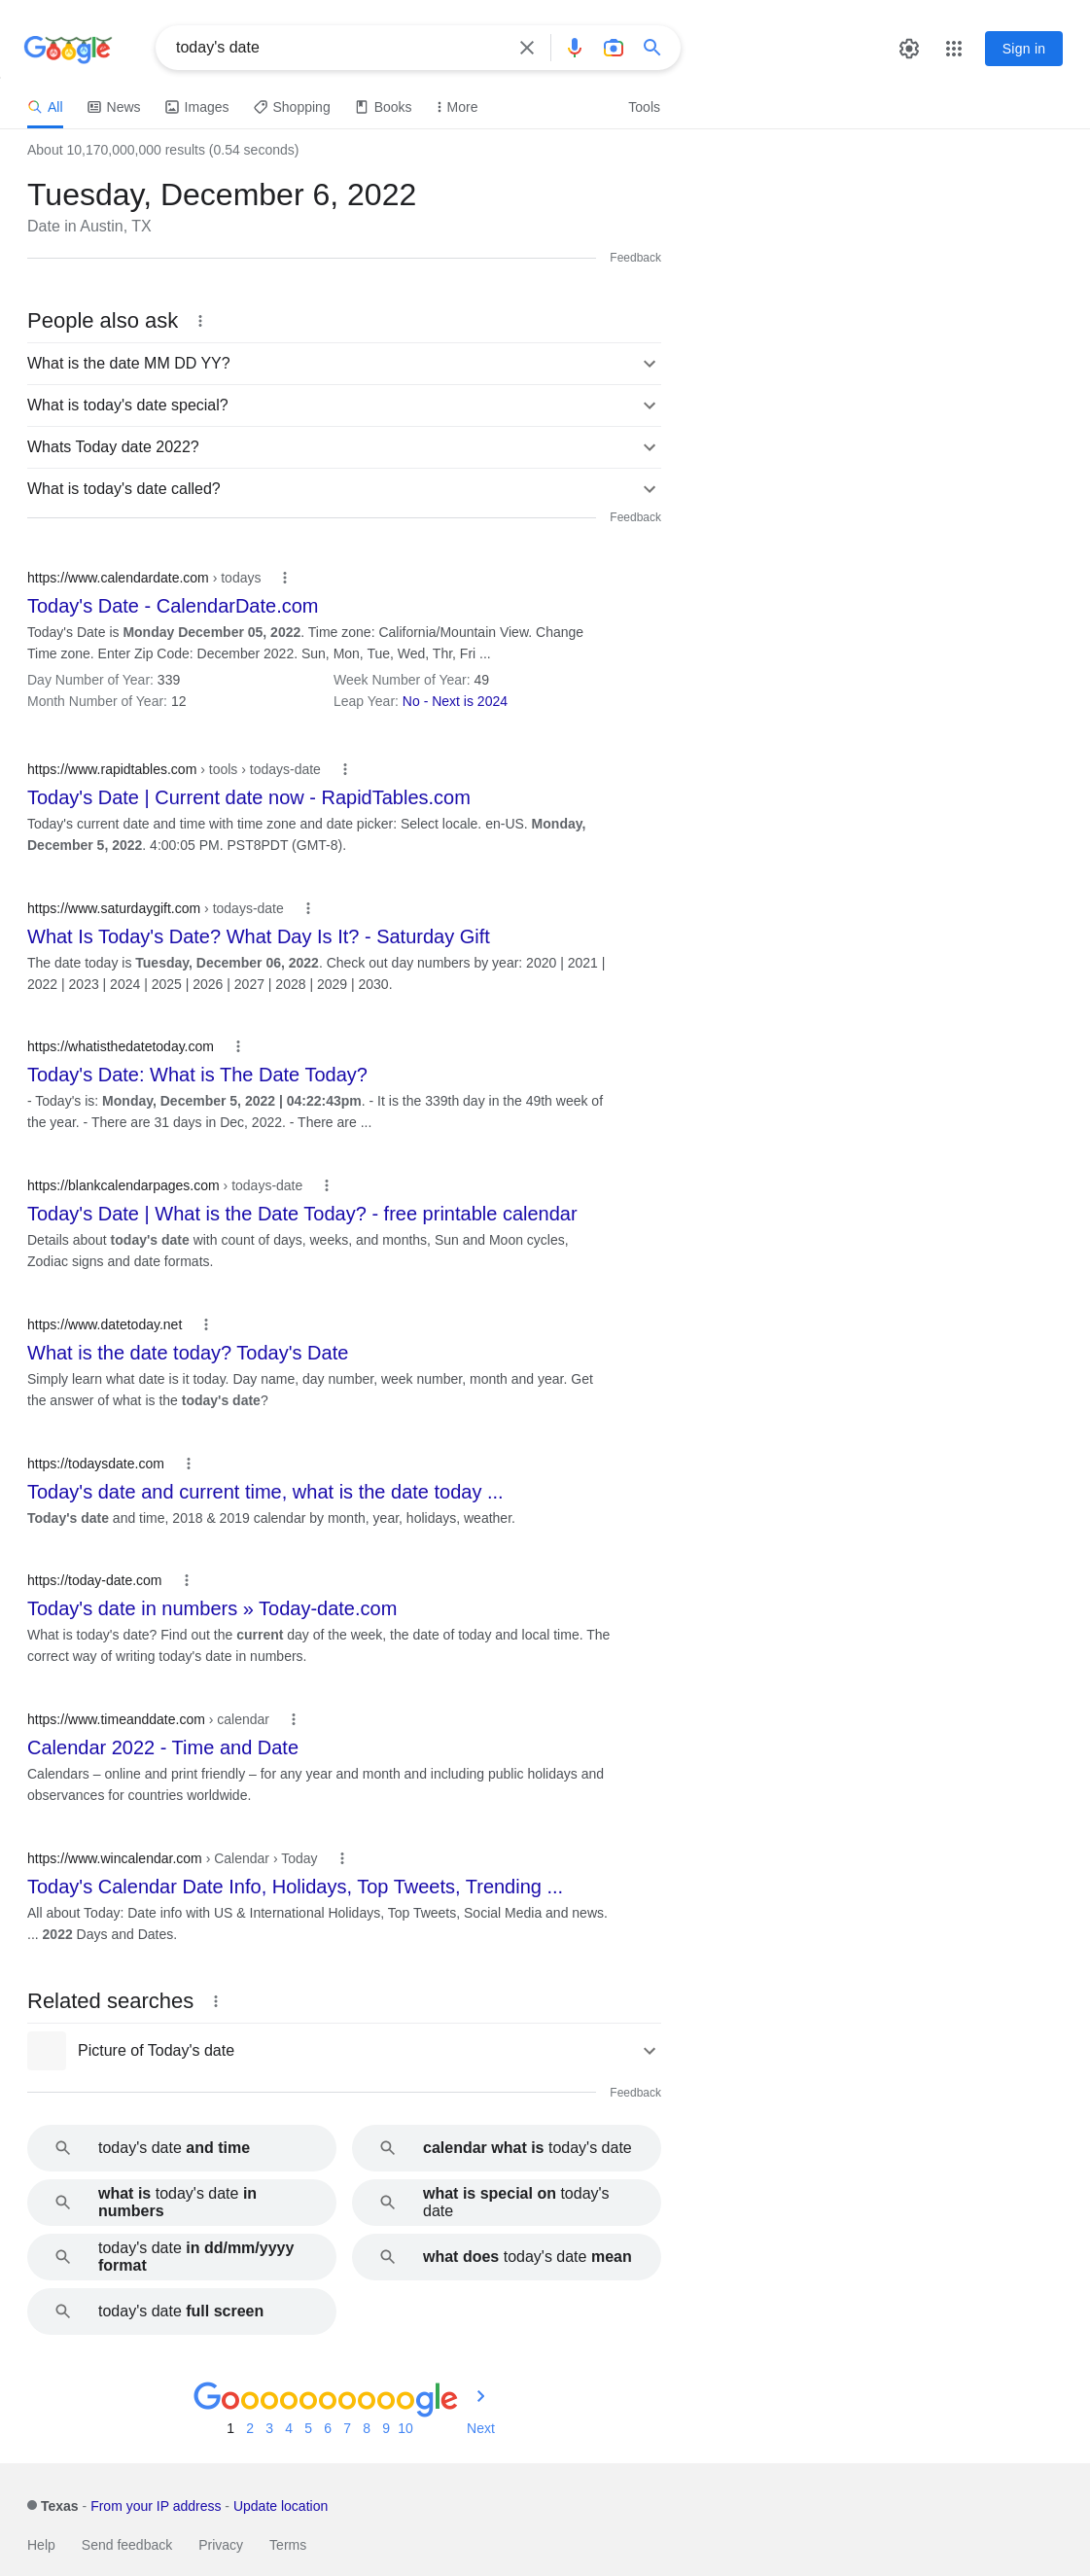 Google
today's date
Sign in
All News Images Shopping Books More Tools
About 10,170,000,000 results (0.54 seconds)
Tuesday, December 6, 2022
Date in Austin, TX
Feedback
People also ask
What is the date MM DD YY?
What is today's date special?
Whats Today date 2022?
What is today's date called?
Feedback
https://www.calendardate.com › todays
Today's Date - CalendarDate.com
Today's Date is Monday December 05, 2022. Time zone: California/Mountain View. Change
Time zone. Enter Zip Code: December 2022. Sun, Mon, Tue, Wed, Thr, Fri ...
Day Number of Year: 339 Week Number of Year: 49
Month Number of Year: 12 Leap Year: No - Next is 2024
https://www.rapidtables.com › tools › todays-date
Today's Date | Current date now - RapidTables.com
Today's current date and time with time zone and date picker: Select locale. en-US. Monday,
December 5, 2022. 4:00:05 PM. PST8PDT (GMT-8).
https://www.saturdaygift.com › todays-date
What Is Today's Date? What Day Is It? - Saturday Gift
The date today is Tuesday, December 06, 2022. Check out day numbers by year: 2020 | 2021 |
2022 | 2023 | 2024 | 2025 | 2026 | 2027 | 2028 | 2029 | 2030.
https://whatisthedatetoday.com
Today's Date: What is The Date Today?
- Today's is: Monday, December 5, 2022 | 04:22:43pm. - It is the 339th day in the 49th week of
the year. - There are 31 days in Dec, 2022. - There are ...
https://blankcalendarpages.com › todays-date
Today's Date | What is the Date Today? - free printable calendar
Details about today's date with count of days, weeks, and months, Sun and Moon cycles,
Zodiac signs and date formats.
https://www.datetoday.net
What is the date today? Today's Date
Simply learn what date is it today. Day name, day number, week number, month and year. Get
the answer of what is the today's date?
https://todaysdate.com
Today's date and current time, what is the date today ...
Today's date and time, 2018 & 2019 calendar by month, year, holidays, weather.
https://today-date.com
Today's date in numbers » Today-date.com
What is today's date? Find out the current day of the week, the date of today and local time. The
correct way of writing today's date in numbers.
https://www.timeanddate.com › calendar
Calendar 2022 - Time and Date
Calendars – online and print friendly – for any year and month and including public holidays and
observances for countries worldwide.
https://www.wincalendar.com › Calendar › Today
Today's Calendar Date Info, Holidays, Top Tweets, Trending ...
All about Today: Date info with US & International Holidays, Top Tweets, Social Media and news.
... 2022 Days and Dates.
Related searches
Picture of Today's date
Feedback
today's date and time
calendar what is today's date
what is today's date in
numbers
what is special on today's
date
today's date in dd/mm/yyyy
format
what does today's date mean
today's date full screen
Goooooooooogle
1 2 3 4 5 6 7 8 9 10 Next
Texas - From your IP address - Update location
Help Send feedback Privacy Terms